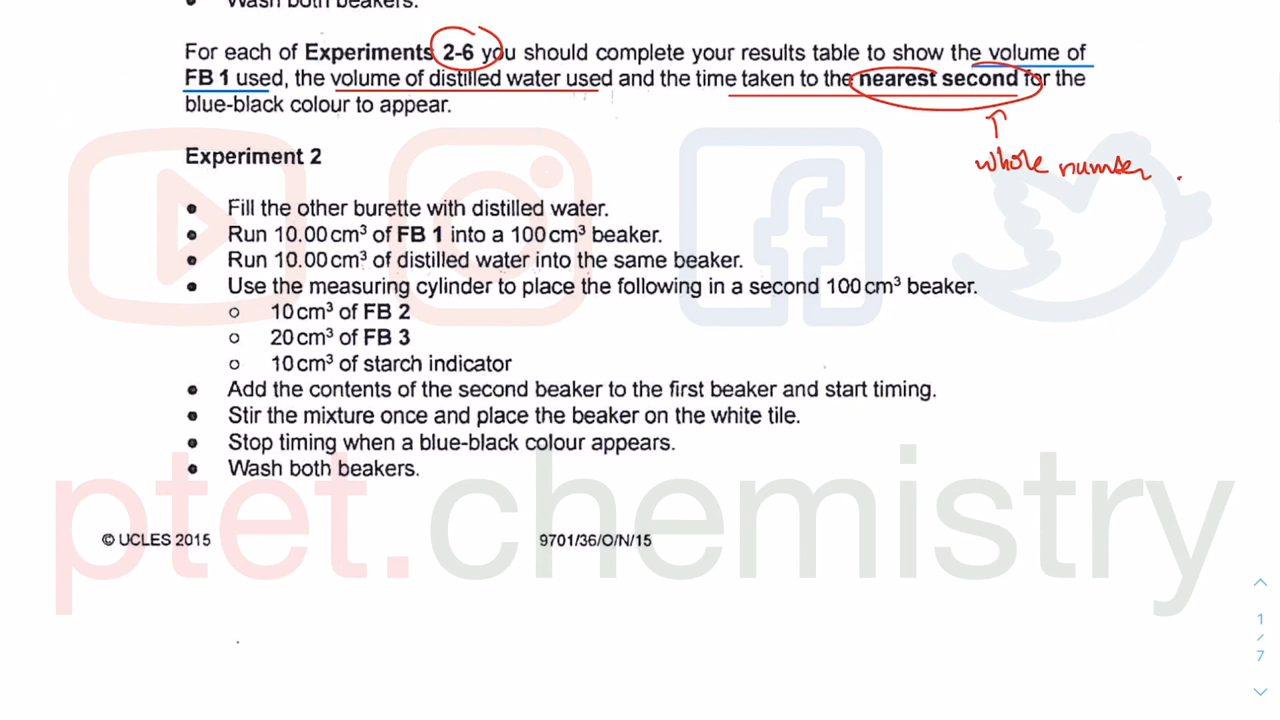 Wash both beakers.
For each of Experiments 2-6 you should complete your results table to show the volume of
FB 1 used, the volume of distilled water used and the time taken to the nearest second for the
blue-black colour to appear.
whole number.
Experiment 2
• Fill the other burette with distilled water.
• Run 10.00 cm³ of FB 1 into a 100 cm³ beaker.
• Run 10.00 cm³ of distilled water into the same beaker.
• Use the measuring cylinder to place the following in a second 100 cm³ beaker.
○ 10 cm³ of FB 2
○ 20 cm³ of FB 3
○ 10 cm³ of starch indicator
• Add the contents of the second beaker to the first beaker and start timing.
• Stir the mixture once and place the beaker on the white tile.
• Stop timing when a blue-black colour appears.
• Wash both beakers.
ptet.chemistry
© UCLES 2015
9701/36/O/N/15
1
/
7